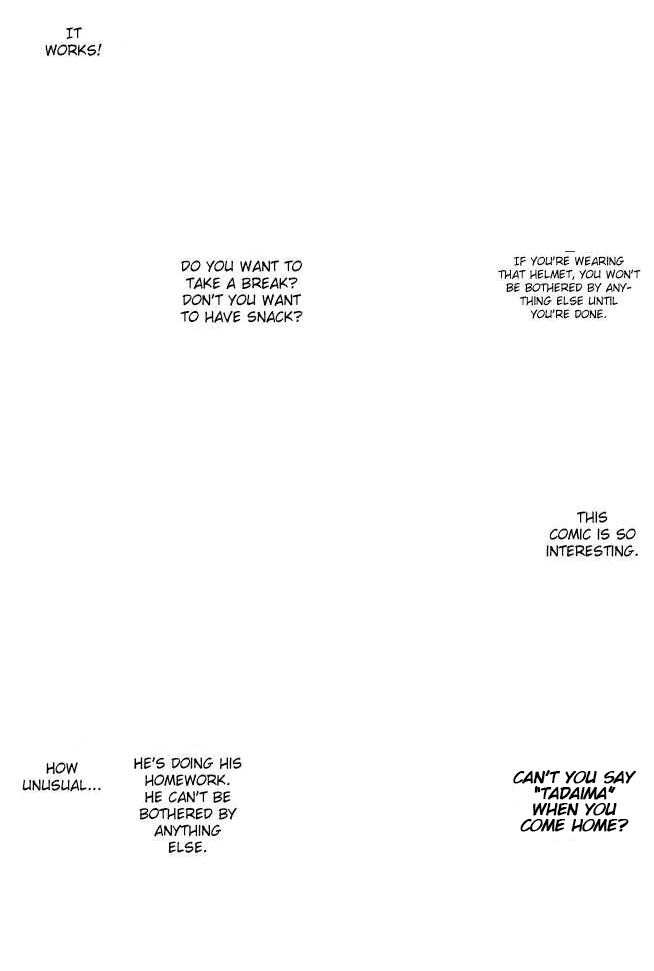 IT
WORKS!
IF YOU'RE WEARING
THAT HELMET, YOU WON'T
BE BOTHERED BY ANY-
THING ELSE UNTIL
YOU'RE DONE.
DO YOU WANT TO
TAKE A BREAK?
DON'T YOU WANT
TO HAVE SNACK?
THIS
COMIC IS SO
INTERESTING.
CAN'T YOU SAY
"TADAIMA"
WHEN YOU
COME HOME?
HE'S DOING HIS
HOMEWORK.
HE CAN'T BE
BOTHERED BY
ANYTHING
ELSE.
HOW
UNUSUAL...